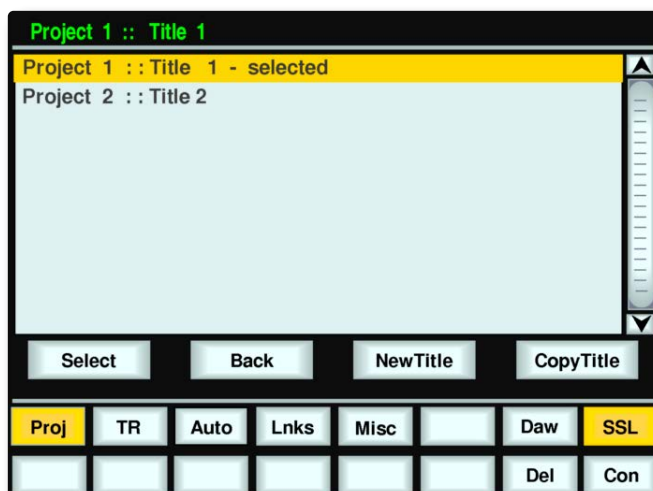 Project 1 :: Title 1
Project 1 :: Title 1 - selected
Project 2 :: Title 2
Select Back NewTitle CopyTitle
Proj TR Auto Lnks Misc Daw SSL
Del Con